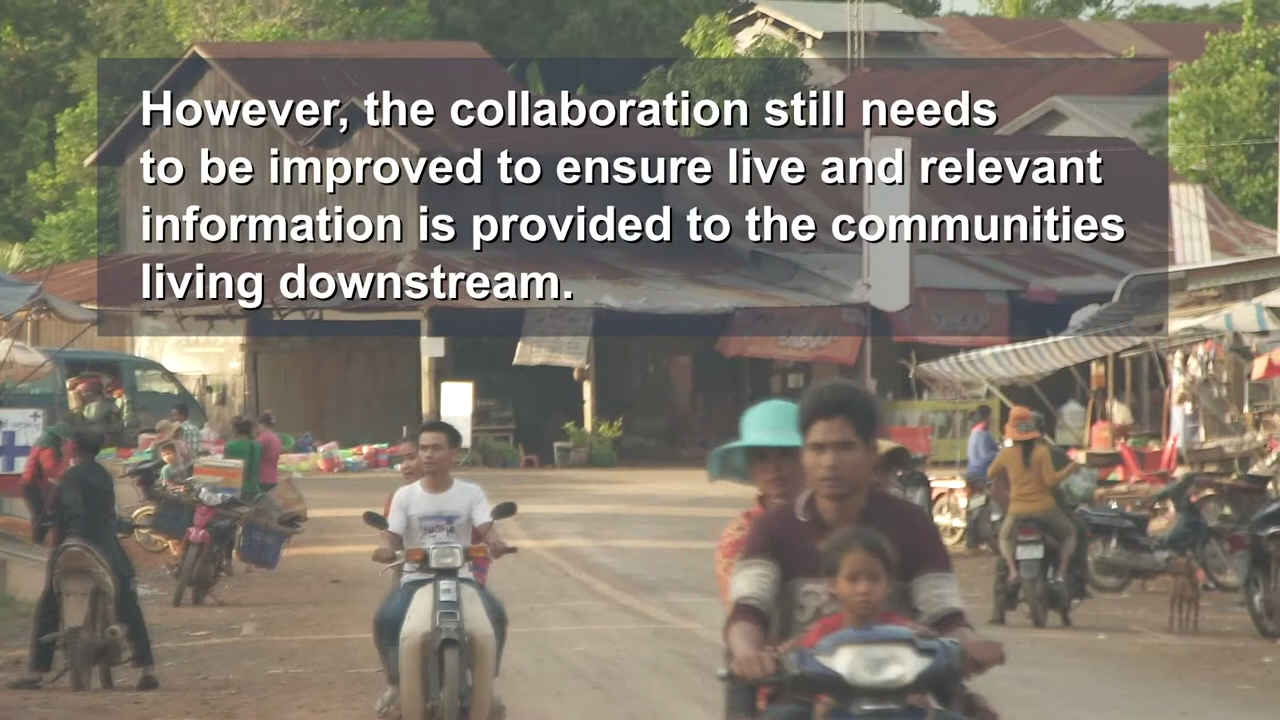 However, the collaboration still needs
to be improved to ensure live and relevant
information is provided to the communities
living downstream.